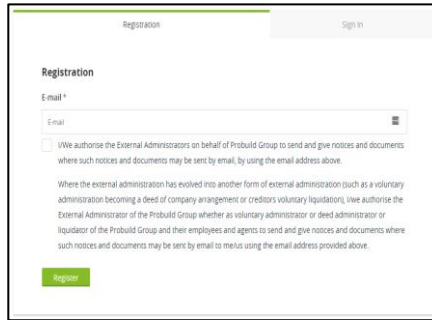 Registration
Sign In
Registration
E-mail *
E-mail
I/We authorise the External Administrators on behalf of Probuild Group to send and give notices and documents
where such notices and documents may be sent by email, by using the email address above.
Where the external administration has evolved into another form of external administration (such as a voluntary
administration becoming a deed of company arrangement or creditors voluntary liquidation), i/we authorise the
External Administrator of the Probuild Group whether as voluntary administrator or deed administrator or
liquidator of the Probuild Group and their employees and agents to send and give notices and documents where
such notices and documents may be sent by email to me/us using the email address provided above.
Register